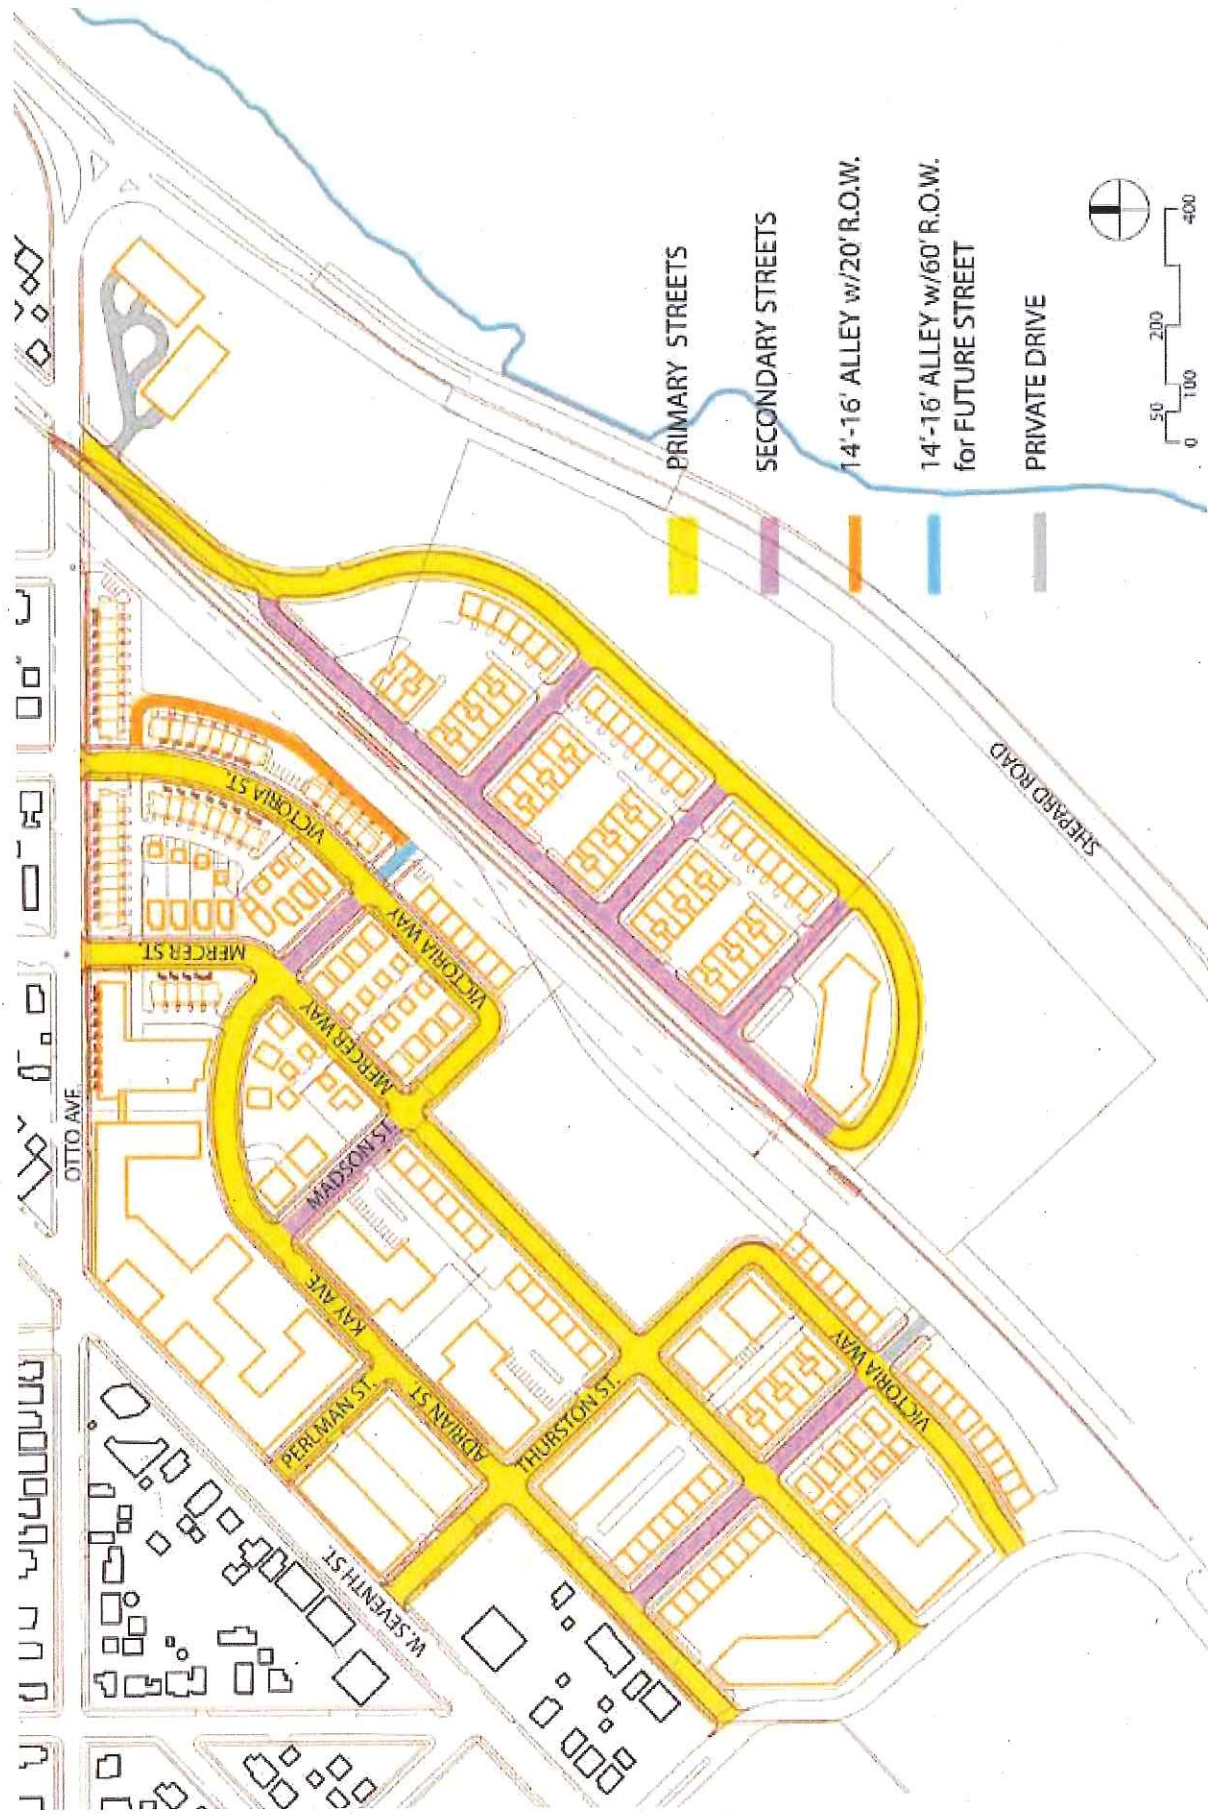 PRIMARY STREETS
SECONDARY STREETS
14'-16' ALLEY w/20' R.O.W.
14'-16' ALLEY w/60' R.O.W.
for FUTURE STREET
PRIVATE DRIVE
0
50
100
200
400
SHEPARD ROAD
OTTO AVE.
VICTORIA ST.
MERCER ST.
VICTORIA WAY
MERCER WAY
MADSON ST.
KAY AVE.
PERLMAN ST.
ADRIAN ST
THURSTON ST.
VICTORIA WAY
VICTORIA WAY
W. SEVENTH ST.